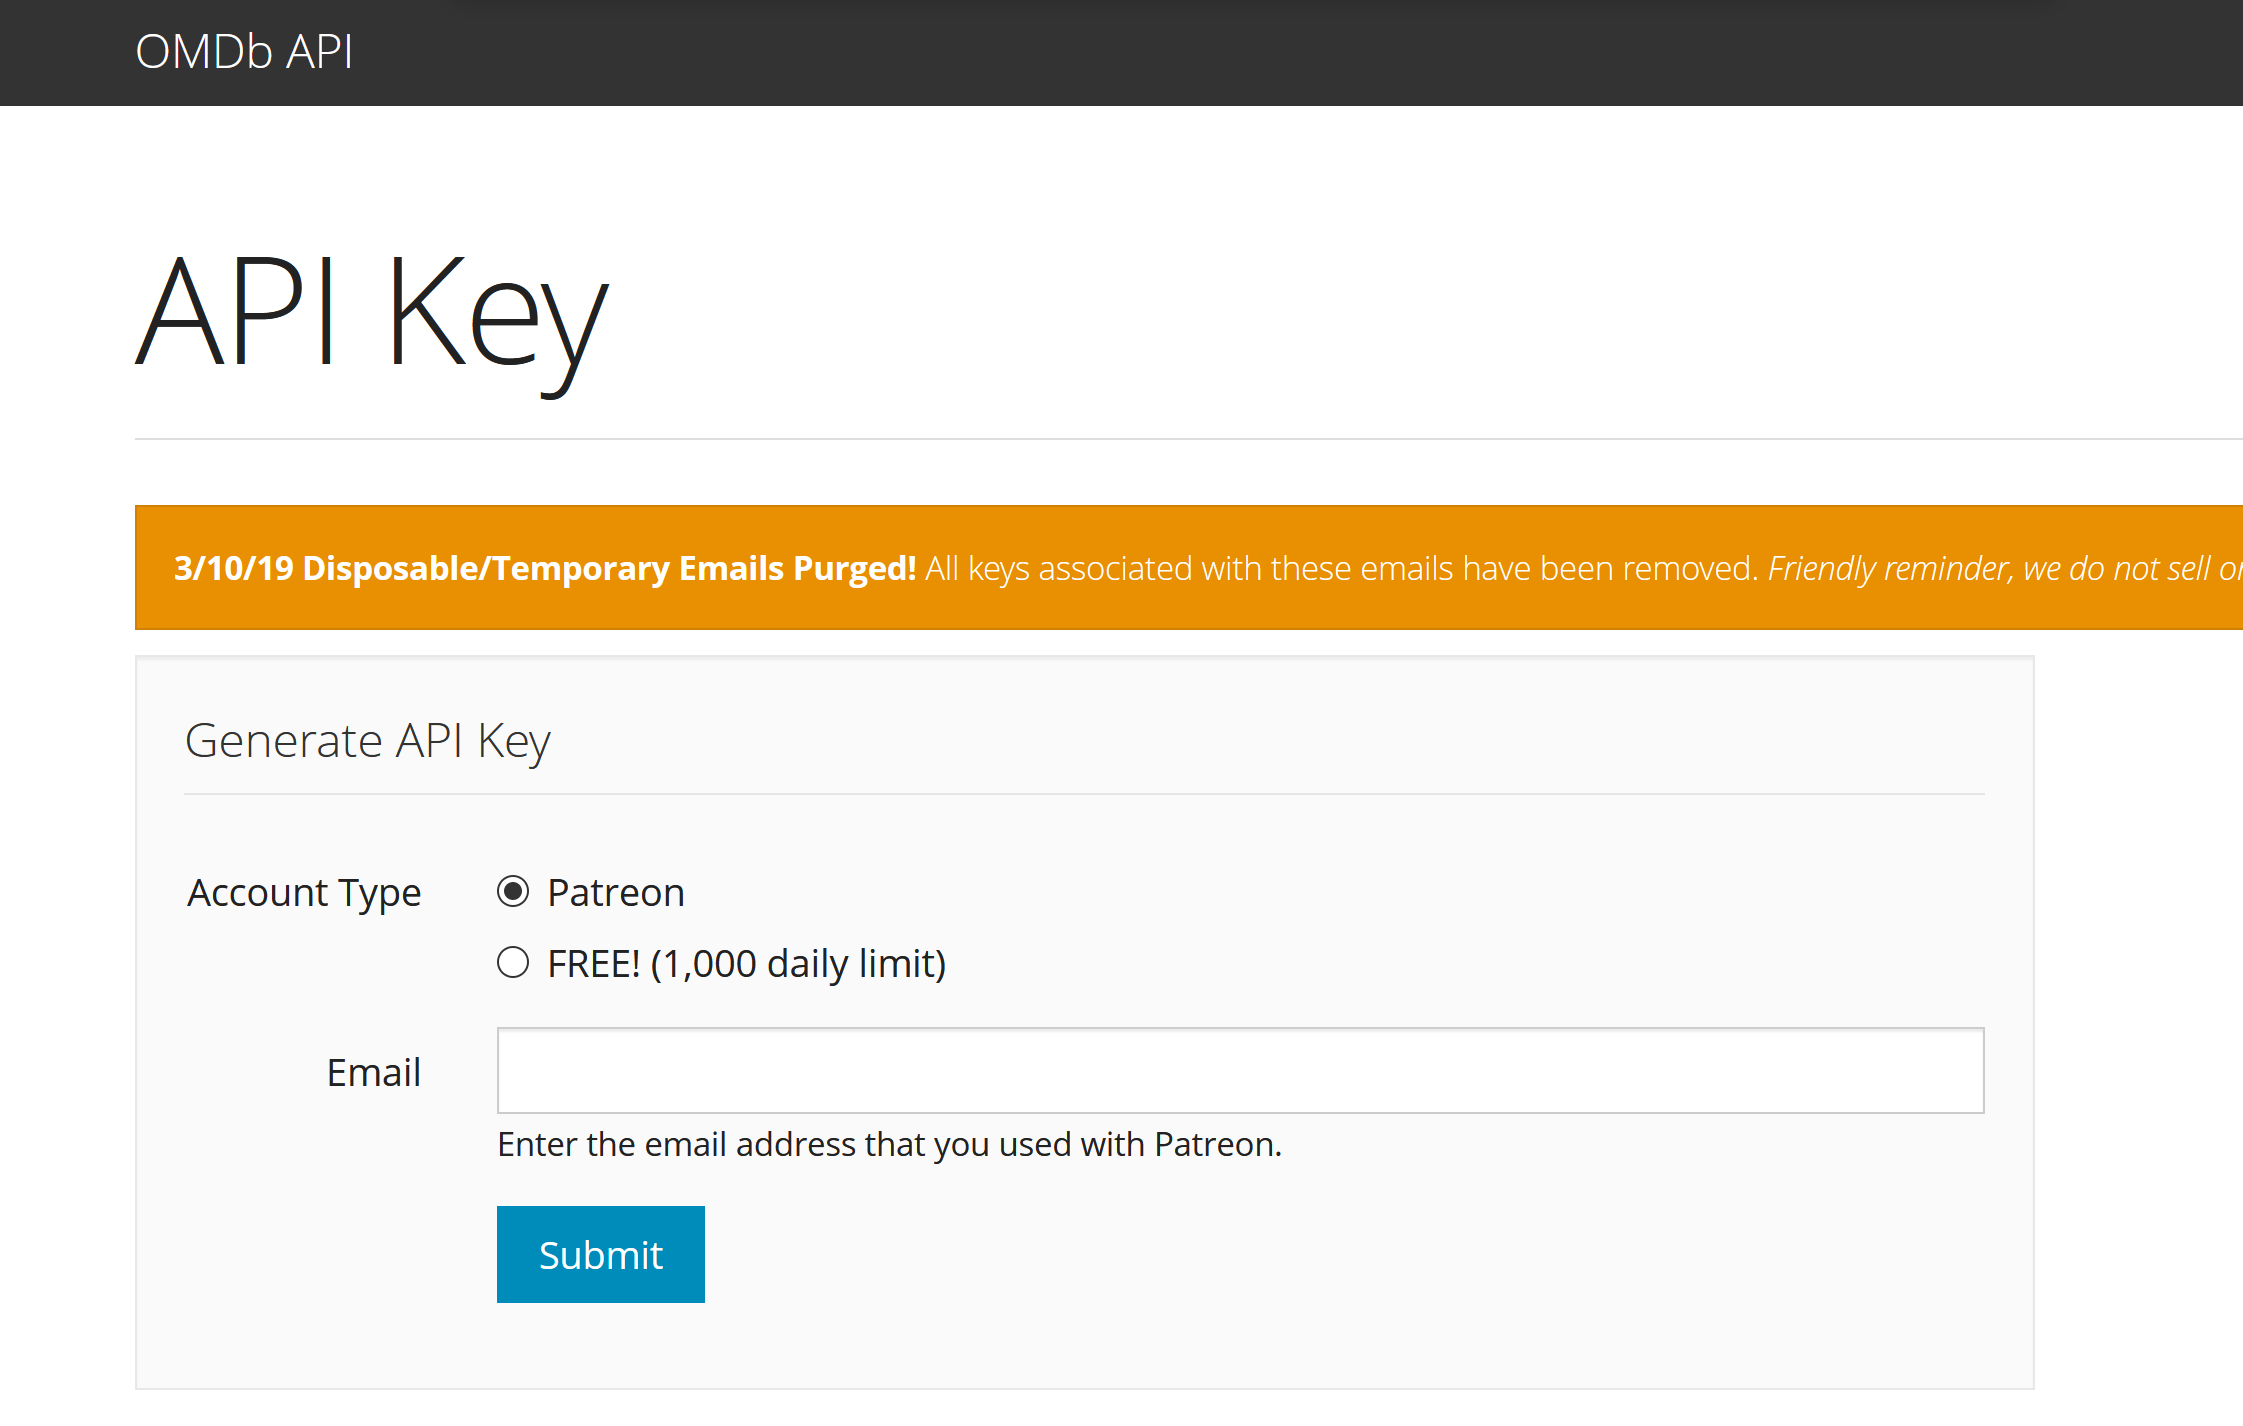 OMDb API
API Key
3/10/19 Disposable/Temporary Emails Purged! All keys associated with these emails have been removed. Friendly reminder, we do not sell or
Generate API Key
Account Type
Patreon
FREE! (1,000 daily limit)
Email
Enter the email address that you used with Patreon.
Submit